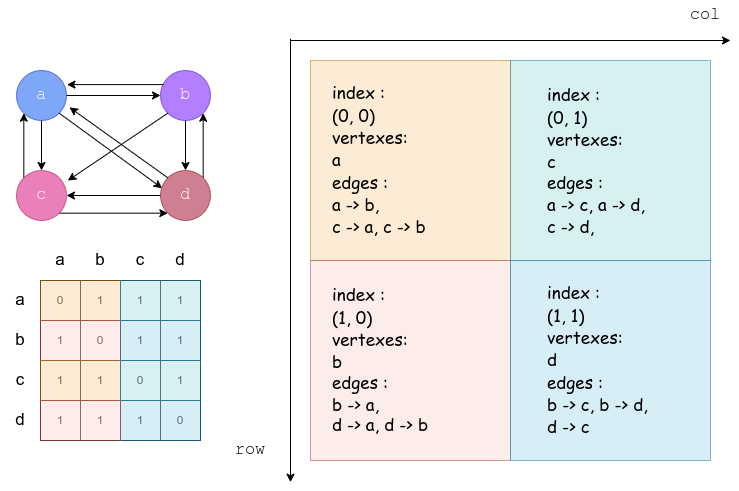 col
a
b
c
d
a b c d
a 0 1 1 1
b 1 0 1 1
c 1 1 0 1
d 1 1 1 0
row
index :
(0, 0)
vertexes:
a
edges :
a -> b,
c -> a, c -> b
index :
(0, 1)
vertexes:
c
edges :
a -> c, a -> d,
c -> d,
index :
(1, 0)
vertexes:
b
edges :
b -> a,
d -> a, d -> b
index :
(1, 1)
vertexes:
d
edges :
b -> c, b -> d,
d -> c